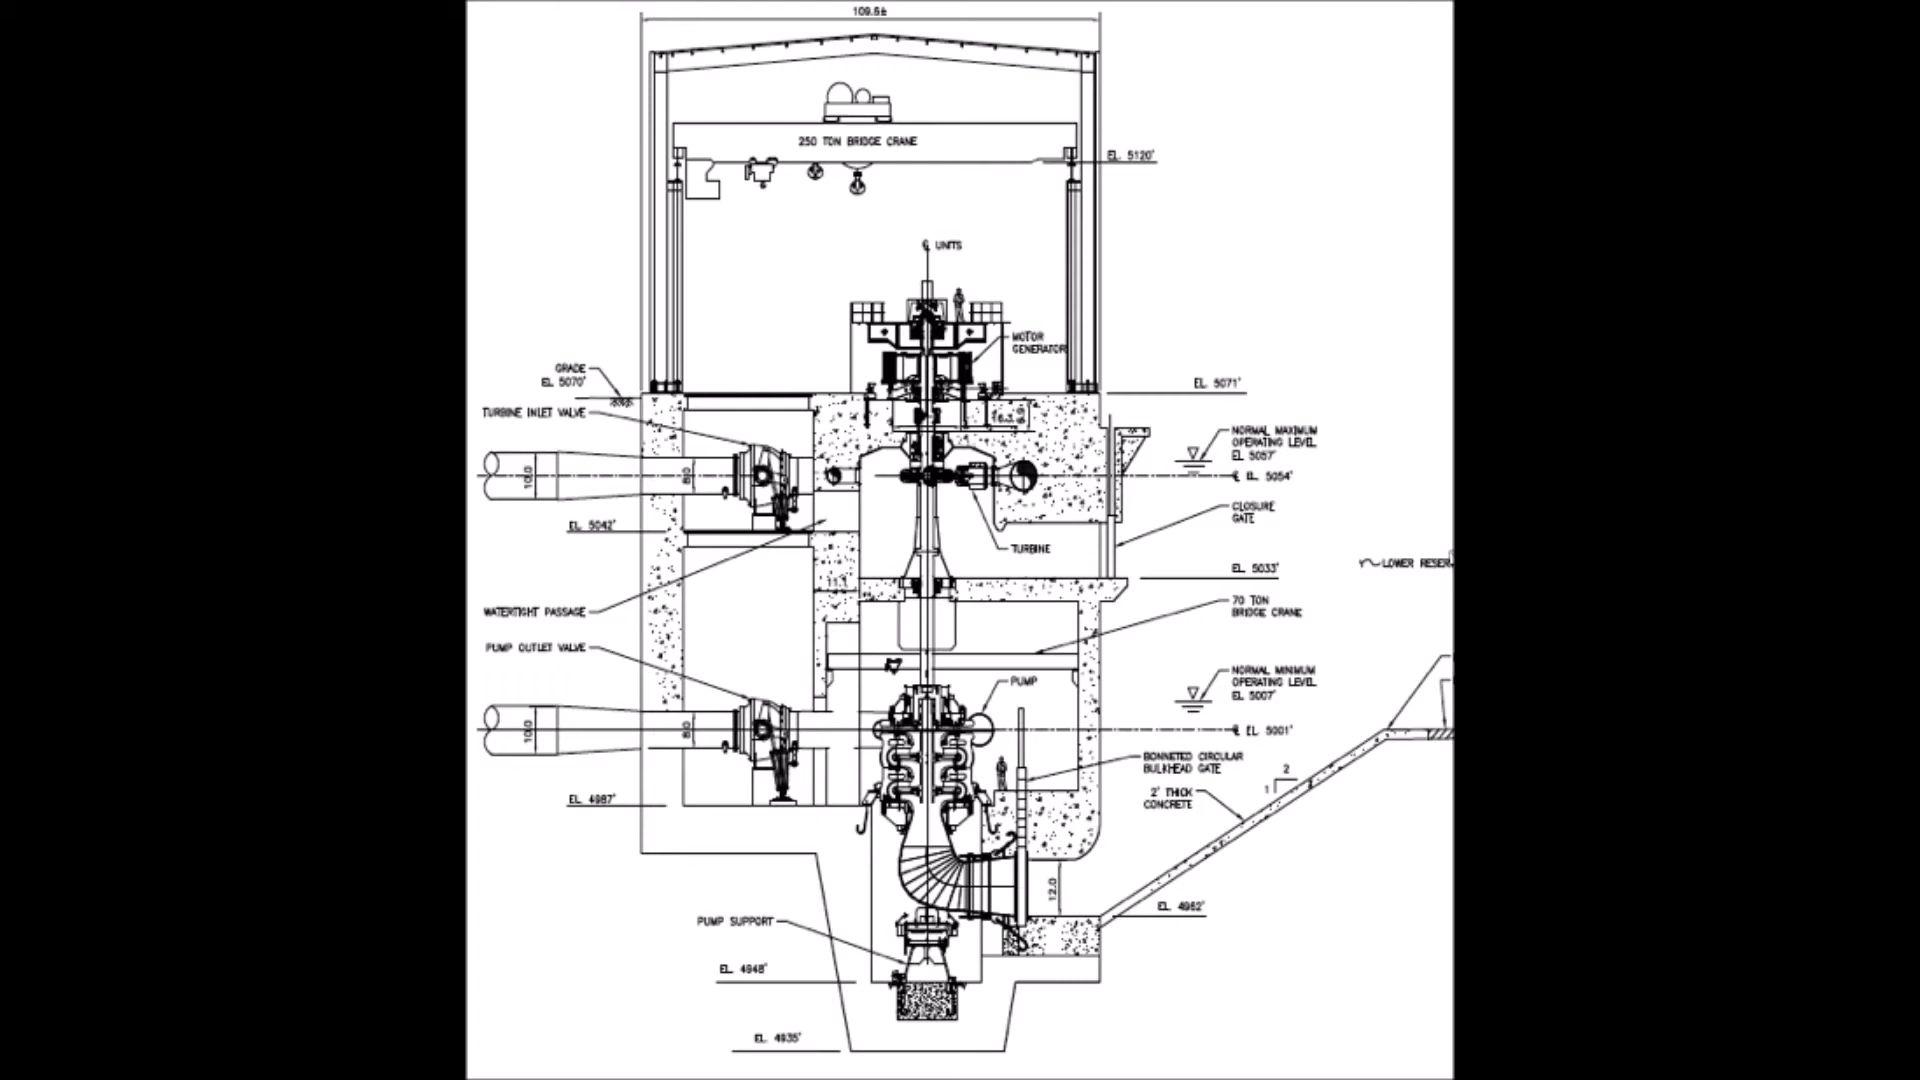 109.5±
250 TON BRIDGE CRANE
EL. 5120'
℄ UNITS
MOTOR
GENERATOR
GRADE
EL. 5070'
EL. 5071'
TURBINE INLET VALVE
16.3
NORMAL MAXIMUM
OPERATING LEVEL
EL 5057'
10.0
8.0
℄ EL. 5054'
CLOSURE
GATE
EL. 5042'
TURBINE
LOWER RESER
EL. 5033'
11.1
WATERTIGHT PASSAGE
70 TON
BRIDGE CRANE
PUMP OUTLET VALVE
PUMP
NORMAL MINIMUM
OPERATING LEVEL
EL 5007'
10.0
8.0
℄ EL. 5001'
BONNETED CIRCULAR
BULKHEAD GATE
2
1
2' THICK
CONCRETE
EL. 4987'
12.0
EL. 4962'
PUMP SUPPORT
EL. 4948'
EL. 4935'